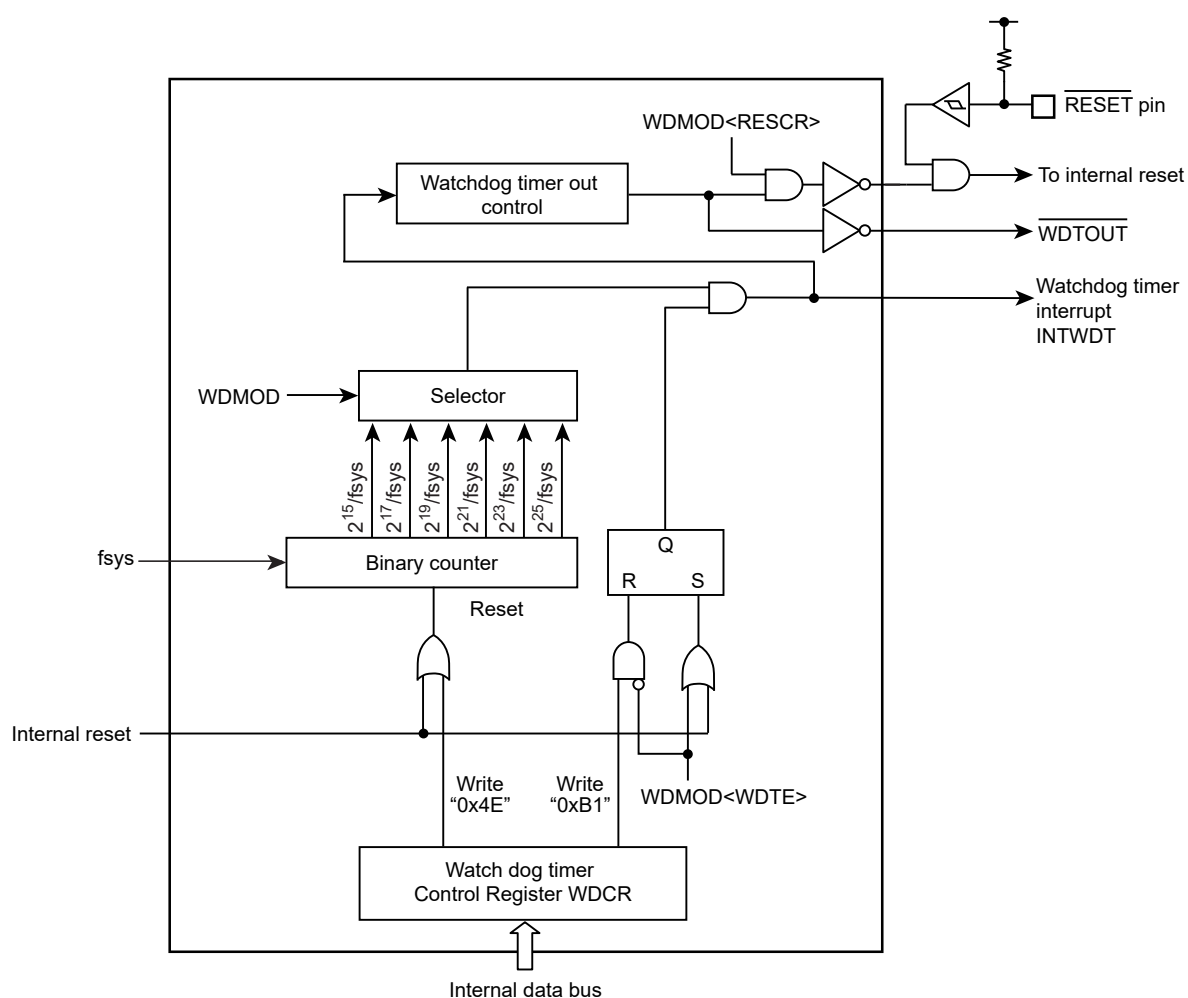 WDMOD<RESCR>
RESET pin
Watchdog timer out
control
To internal reset
WDTOUT
Watchdog timer
interrupt
INTWDT
WDMOD
Selector
2^15/fsys
2^17/fsys
2^19/fsys
2^21/fsys
2^23/fsys
2^25/fsys
fsys
Binary counter
Q
R S
Reset
Internal reset
Write
“0x4E”
Write
“0xB1”
WDMOD<WDTE>
Watch dog timer
Control Register WDCR
Internal data bus